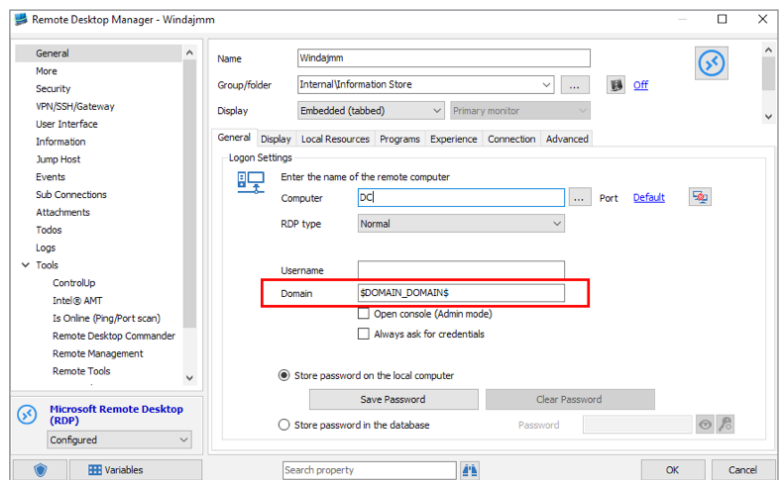 Remote Desktop Manager - Windajmm
General
More
Security
VPN/SSH/Gateway
User Interface
Information
Jump Host
Events
Sub Connections
Attachments
Todos
Logs
Tools
ControlUp
Intel® AMT
Is Online (Ping/Port scan)
Remote Desktop Commander
Remote Management
Remote Tools
Microsoft Remote Desktop
(RDP)
Configured
Name Windajmm
Group/folder Internal\Information Store ... Off
Display Embedded (tabbed) Primary monitor
General Display Local Resources Programs Experience Connection Advanced
Logon Settings
Enter the name of the remote computer
Computer DC ... Port Default
RDP type Normal
Username
Domain $DOMAIN_DOMAIN$
Open console (Admin mode)
Always ask for credentials
Store password on the local computer
Save Password Clear Password
Store password in the database Password
Variables Search property OK Cancel